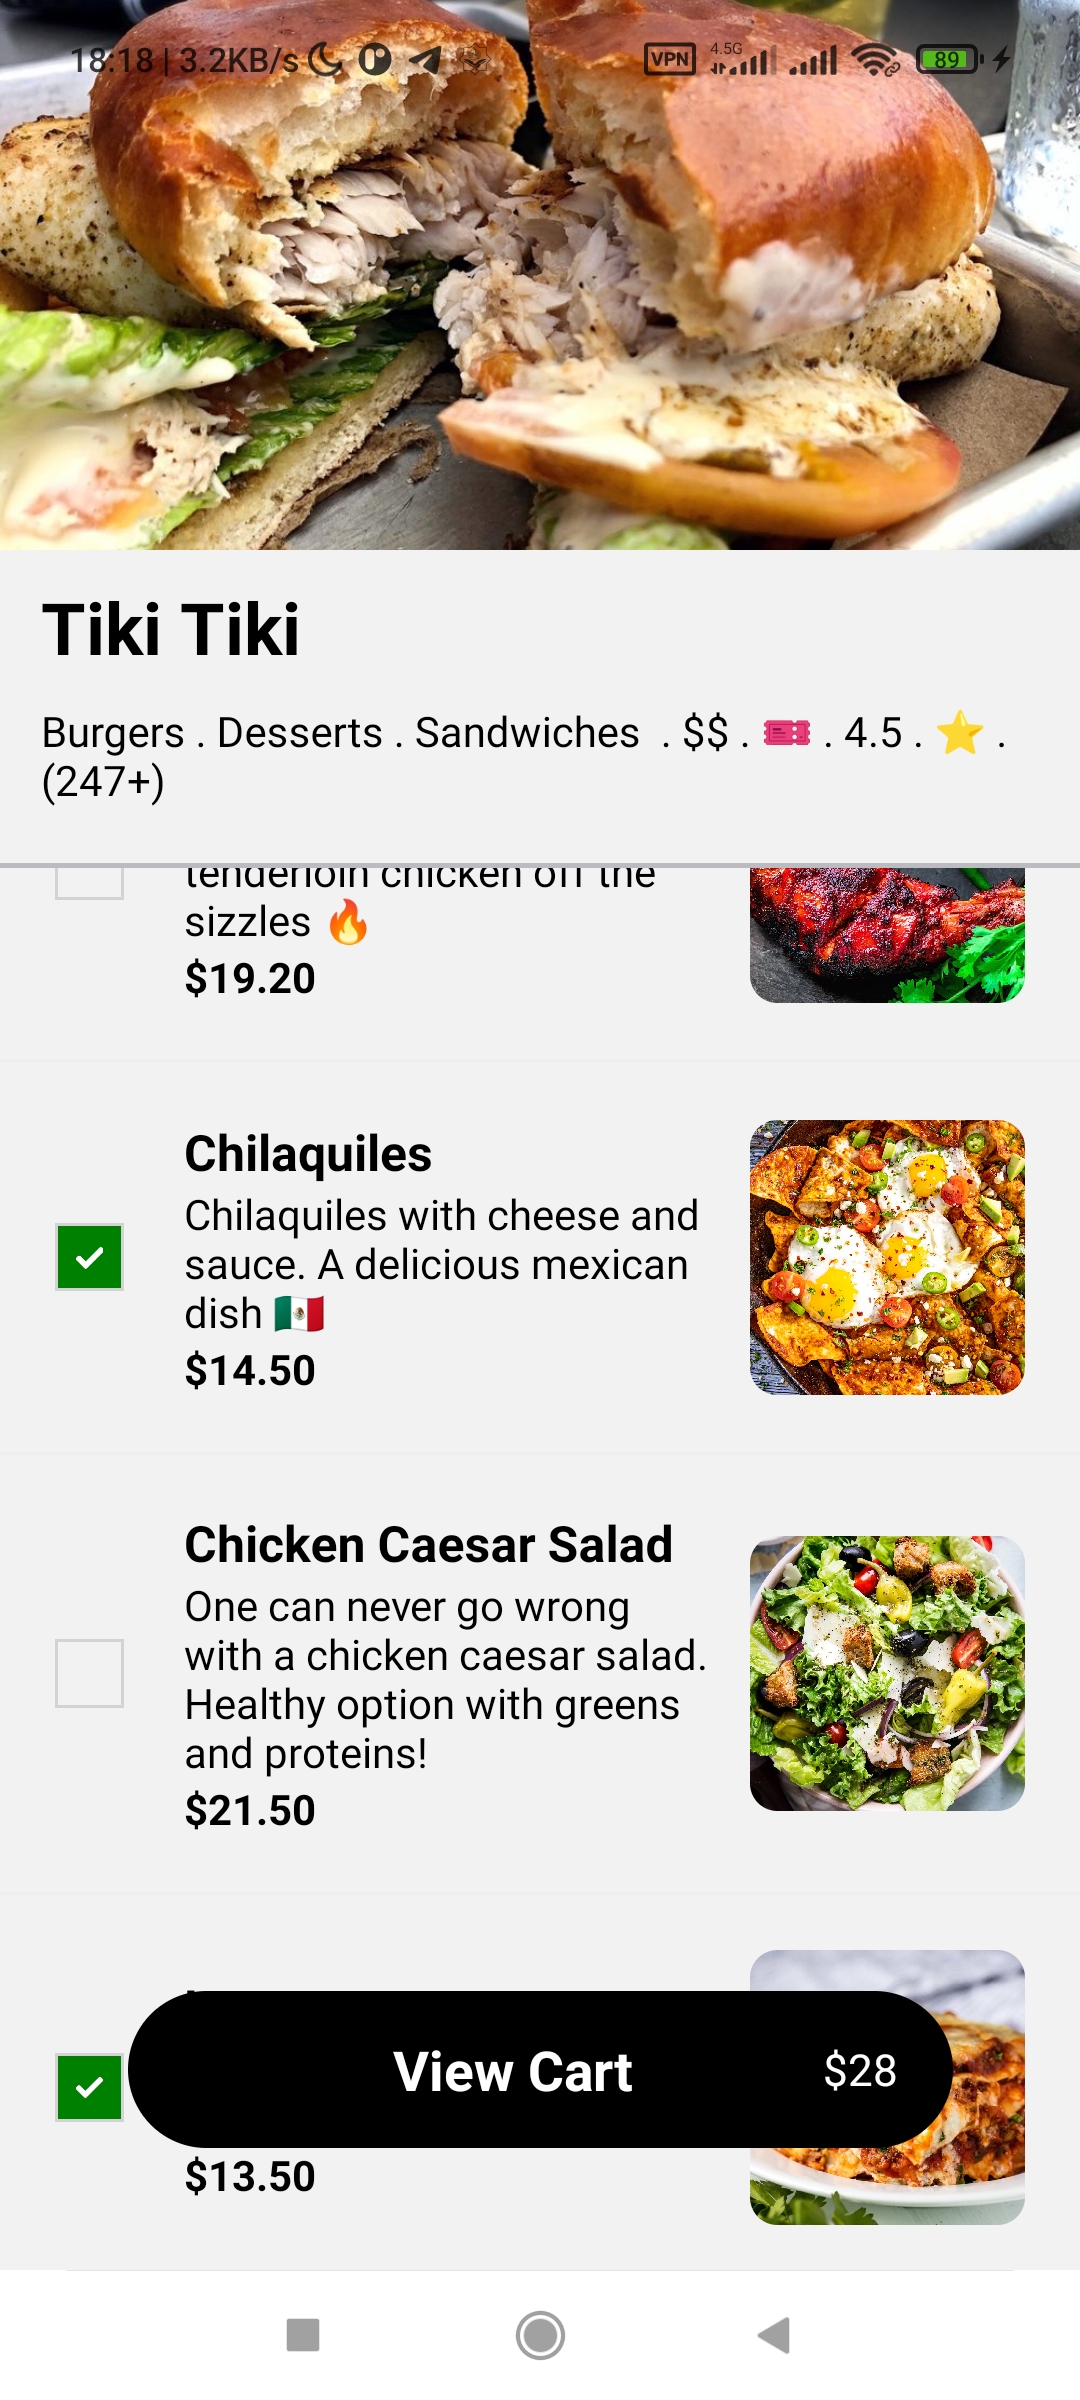 18:18 | 3.2KB/s VPN 4.5G 89
Tiki Tiki
Burgers . Desserts . Sandwiches . $$ . 🎟️ . 4.5 . ⭐ .
(247+)
tenderloin chicken off the
sizzles 🔥
$19.20
Chilaquiles
Chilaquiles with cheese and
sauce. A delicious mexican
dish 🇲🇽
$14.50
Chicken Caesar Salad
One can never go wrong
with a chicken caesar salad.
Healthy option with greens
and proteins!
$21.50
View Cart $28
$13.50